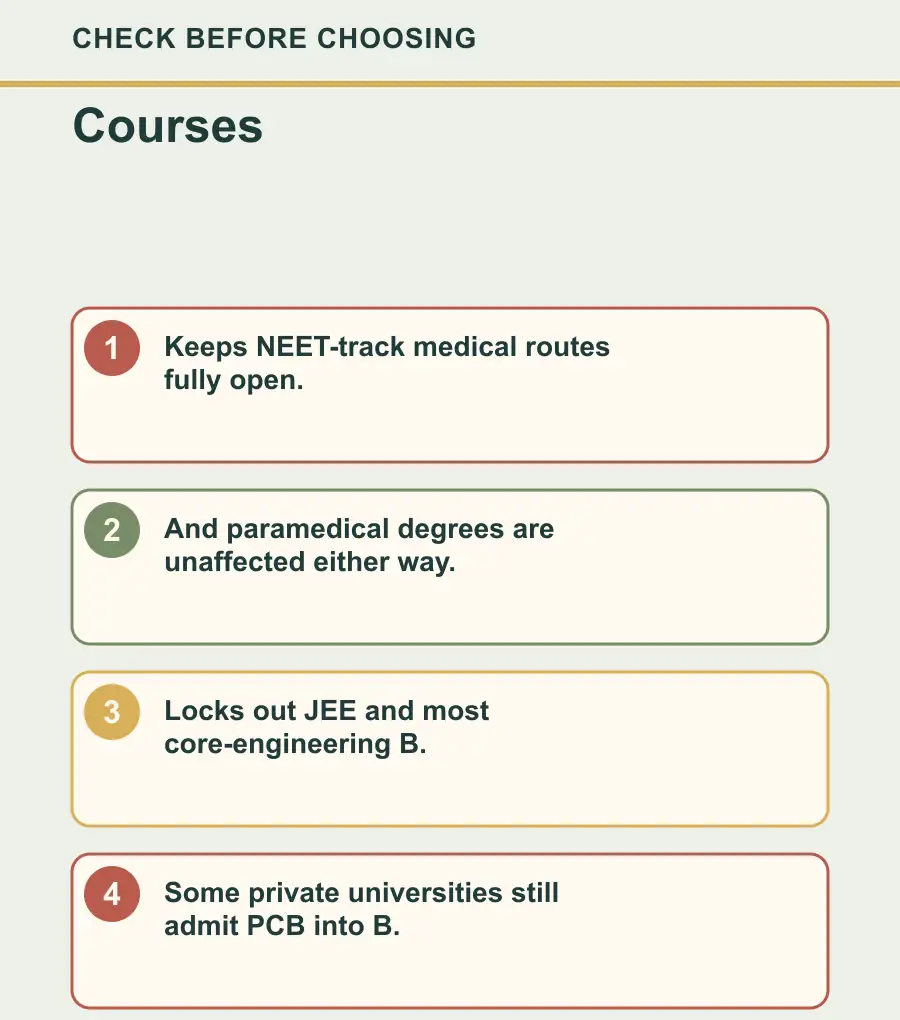 CHECK BEFORE CHOOSING
Courses
1
Keeps NEET-track medical routes
fully open.
2
And paramedical degrees are
unaffected either way.
3
Locks out JEE and most
core-engineering B.
4
Some private universities still
admit PCB into B.